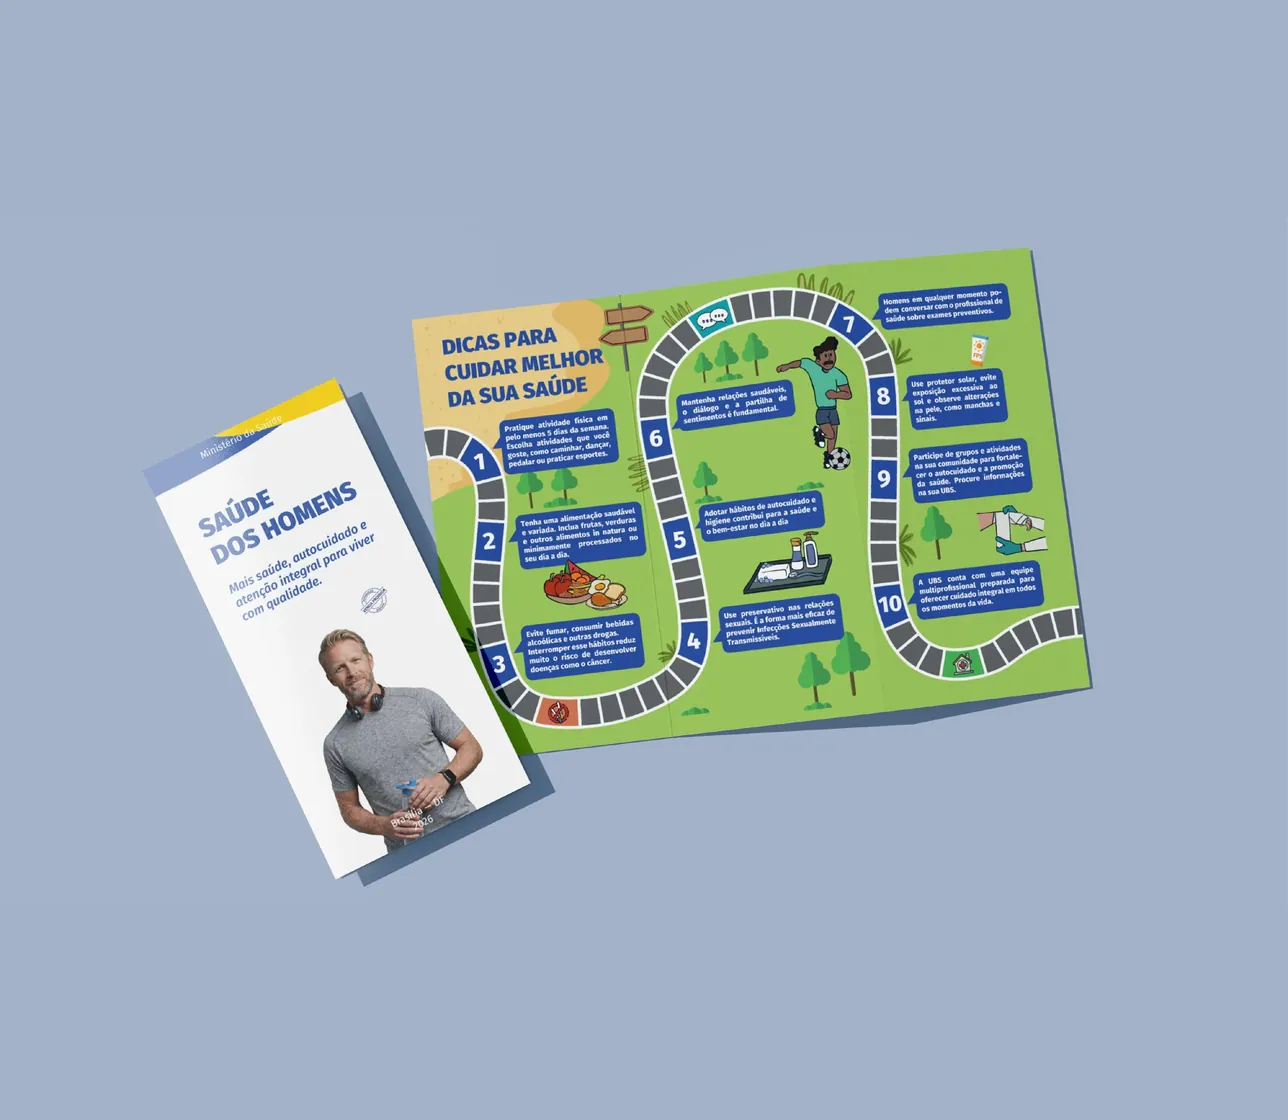 Ministério da Saúde
SAÚDE
DOS HOMENS
Mais saúde, autocuidado e
atenção integral para viver
com qualidade.
Brasília – DF
2026
DICAS PARA
CUIDAR MELHOR
DA SUA SAÚDE
1
Pratique atividade física em
pelo menos 5 dias da semana.
Escolha atividades que você
goste, como caminhar, dançar,
pedalar ou praticar esportes.
2
Tenha uma alimentação saudável
e variada. Inclua frutas, verduras
e outros alimentos in natura ou
minimamente processados no
seu dia a dia.
3
Evite fumar, consumir bebidas
alcoólicas e outras drogas.
Interromper esse hábitos reduz
muito o risco de desenvolver
doenças como o câncer.
4
Use preservativo nas relações
sexuais. É a forma mais eficaz de
prevenir Infecções Sexualmente
Transmissíveis.
5
Adotar hábitos de autocuidado e
higiene contribui para a saúde e
o bem-estar no dia a dia
6
Mantenha relações saudáveis,
o diálogo e a partilha de
sentimentos é fundamental.
7
Homens em qualquer momento po-
dem conversar com o profissional de
saúde sobre exames preventivos.
FPS
8
Use protetor solar, evite
exposição excessiva ao
sol e observe alterações
na pele, como manchas e
sinais.
9
Participe de grupos e atividades
na sua comunidade para fortale-
cer o autocuidado e a promoção
da saúde. Procure informações
na sua UBS.
10
A UBS conta com uma equipe
multiprofissional preparada para
oferecer cuidado integral em todos
os momentos da vida.